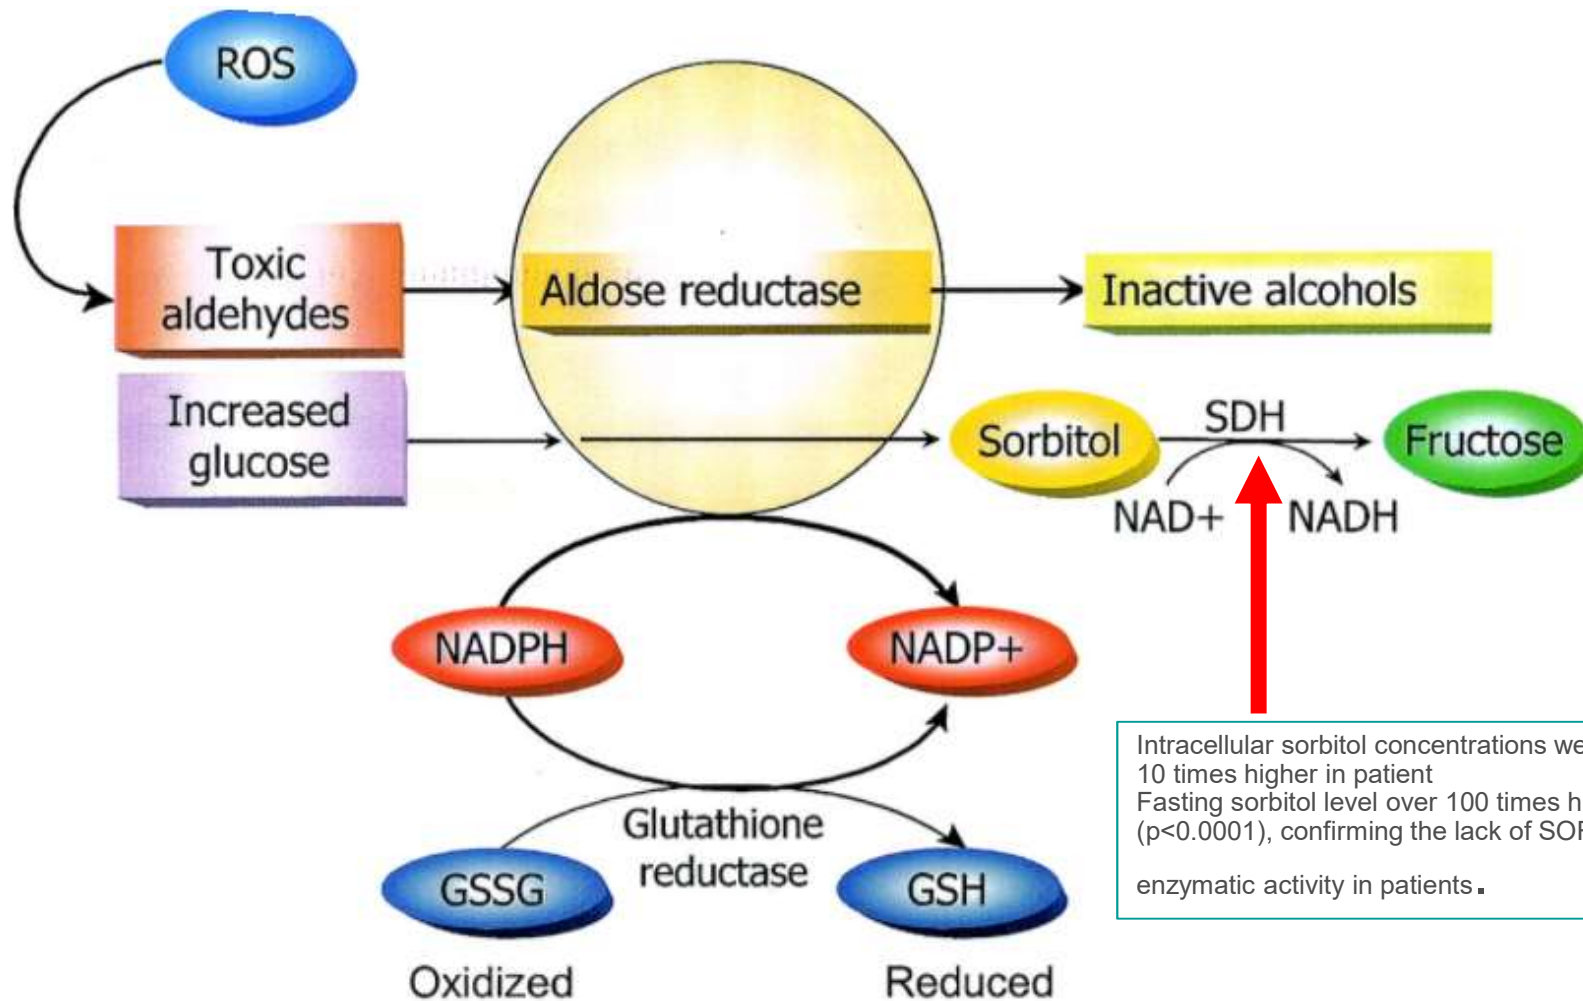 ROS
Toxic
aldehydes
Aldose reductase
Inactive alcohols
Increased
glucose
Sorbitol
SDH
Fructose
NAD+
NADH
NADPH
NADP+
Glutathione
reductase
GSSG
GSH
Oxidized
Reduced
Intracellular sorbitol concentrations
10 times higher in patient
Fasting sorbitol level over 100 times
(p<0.0001), confirming the lack of
enzymatic activity in patients.